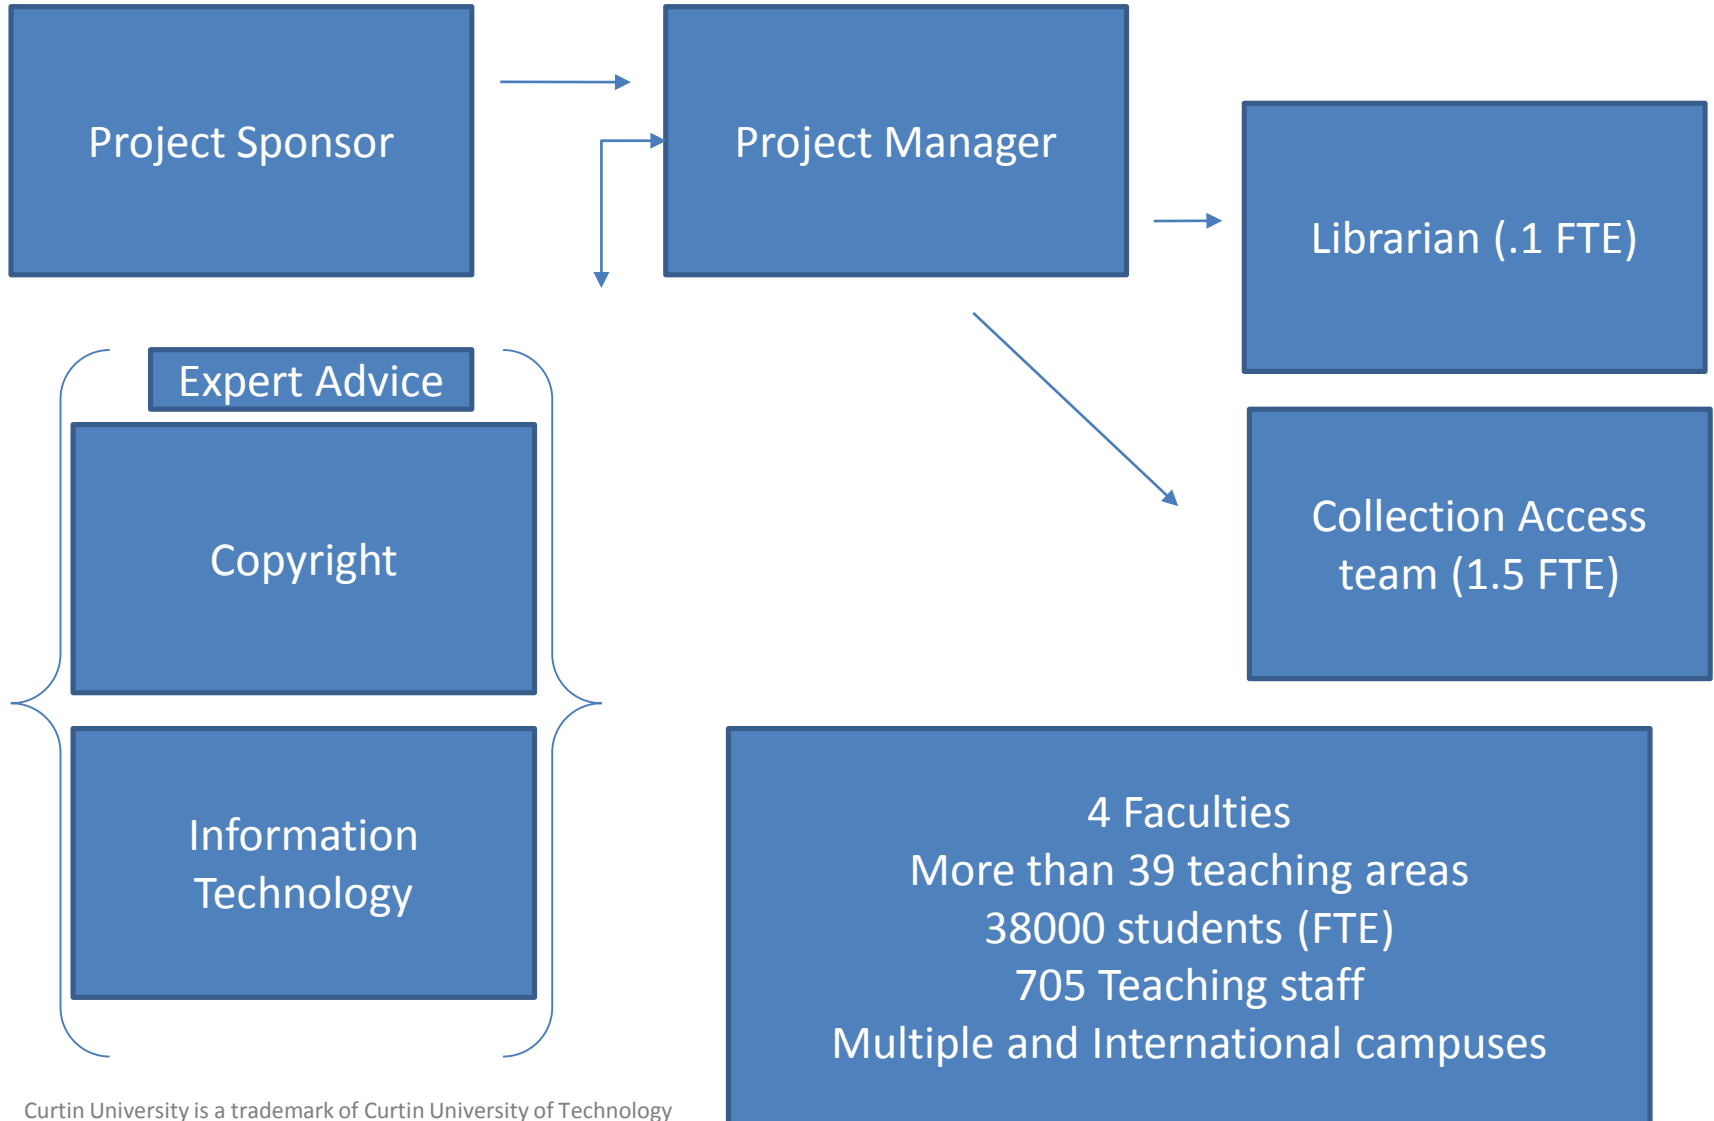 Project Sponsor
Project Manager
Librarian (.1 FTE)
Expert Advice
Copyright
Collection Access
team (1.5 FTE)
Information
Technology
4 Faculties
More than 39 teaching areas
38000 students (FTE)
705 Teaching staff
Multiple and International campuses
Curtin University is a trademark of Curtin University of Technology